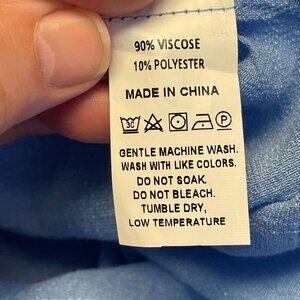 90% VISCOSE
10% POLYESTER
MADE IN CHINA
30 P
GENTLE MACHINE WASH.
WASH WITH LIKE COLORS.
DO NOT SOAK.
DO NOT BLEACH.
TUMBLE DRY,
LOW TEMPERATURE